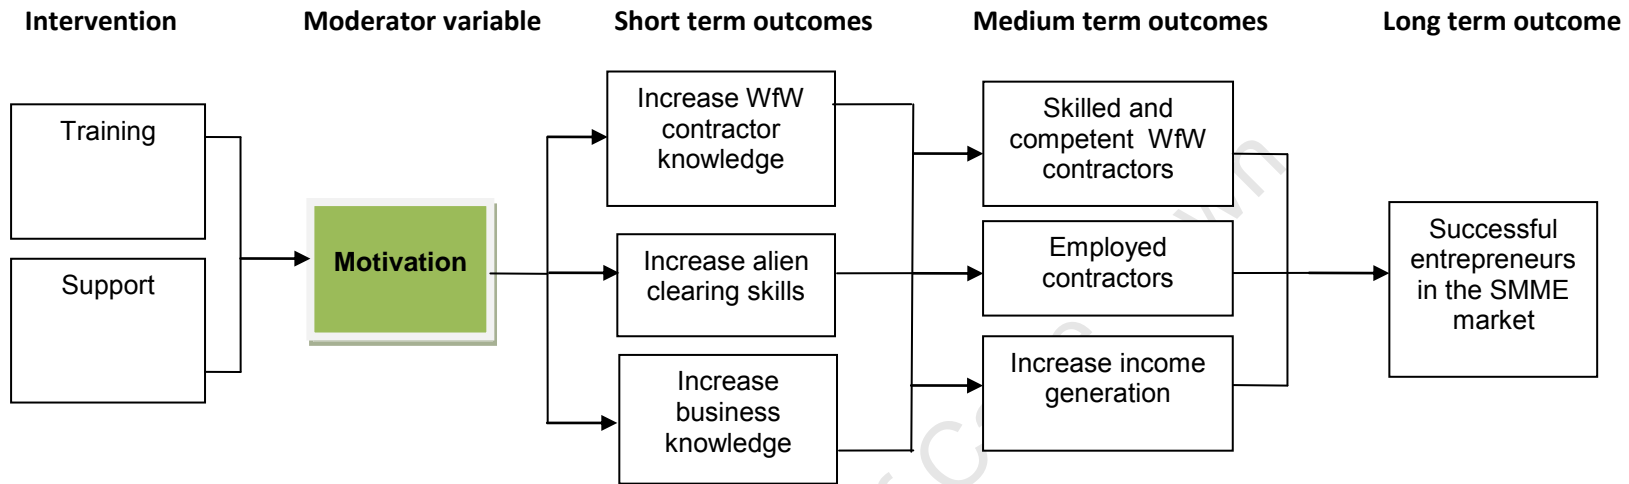 Intervention
Moderator variable
Short term outcomes
Medium term outcomes
Long term outcome
Training
Support
Motivation
Increase WfW
contractor
knowledge
Increase alien
clearing skills
Increase
business
knowledge
Skilled and
competent WfW
contractors
Employed
contractors
Increase income
generation
Successful
entrepreneurs
in the SMME
market